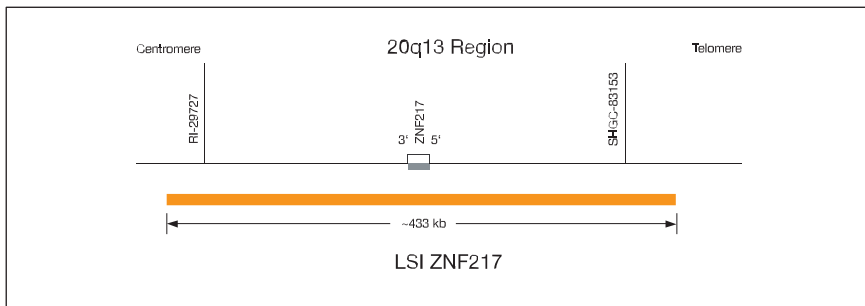 20q13 Region
Centromere
Telomere
RI-29727
ZNF217
SHGC-83153
3‘
5‘
~433 kb
LSI ZNF217